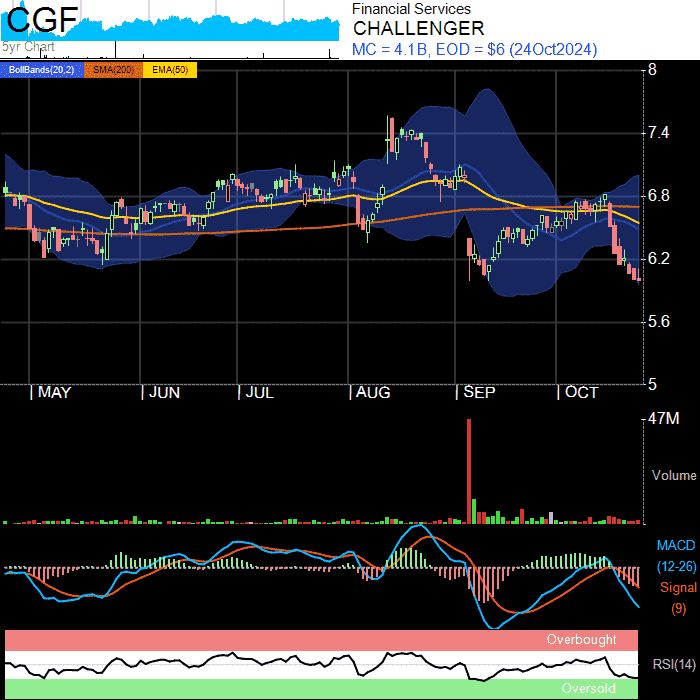 CGF
5yr Chart
Financial Services
CHALLENGER
MC = 4.1B, EOD = $6 (24Oct2024)
BollBands(20,2) SMA(200) EMA(50)
8
7.4
6.8
6.2
5.6
5
MAY JUN JUL AUG SEP OCT
47M
Volume
MACD
(12-26)
Signal
(9)
Overbought
RSI(14)
Oversold